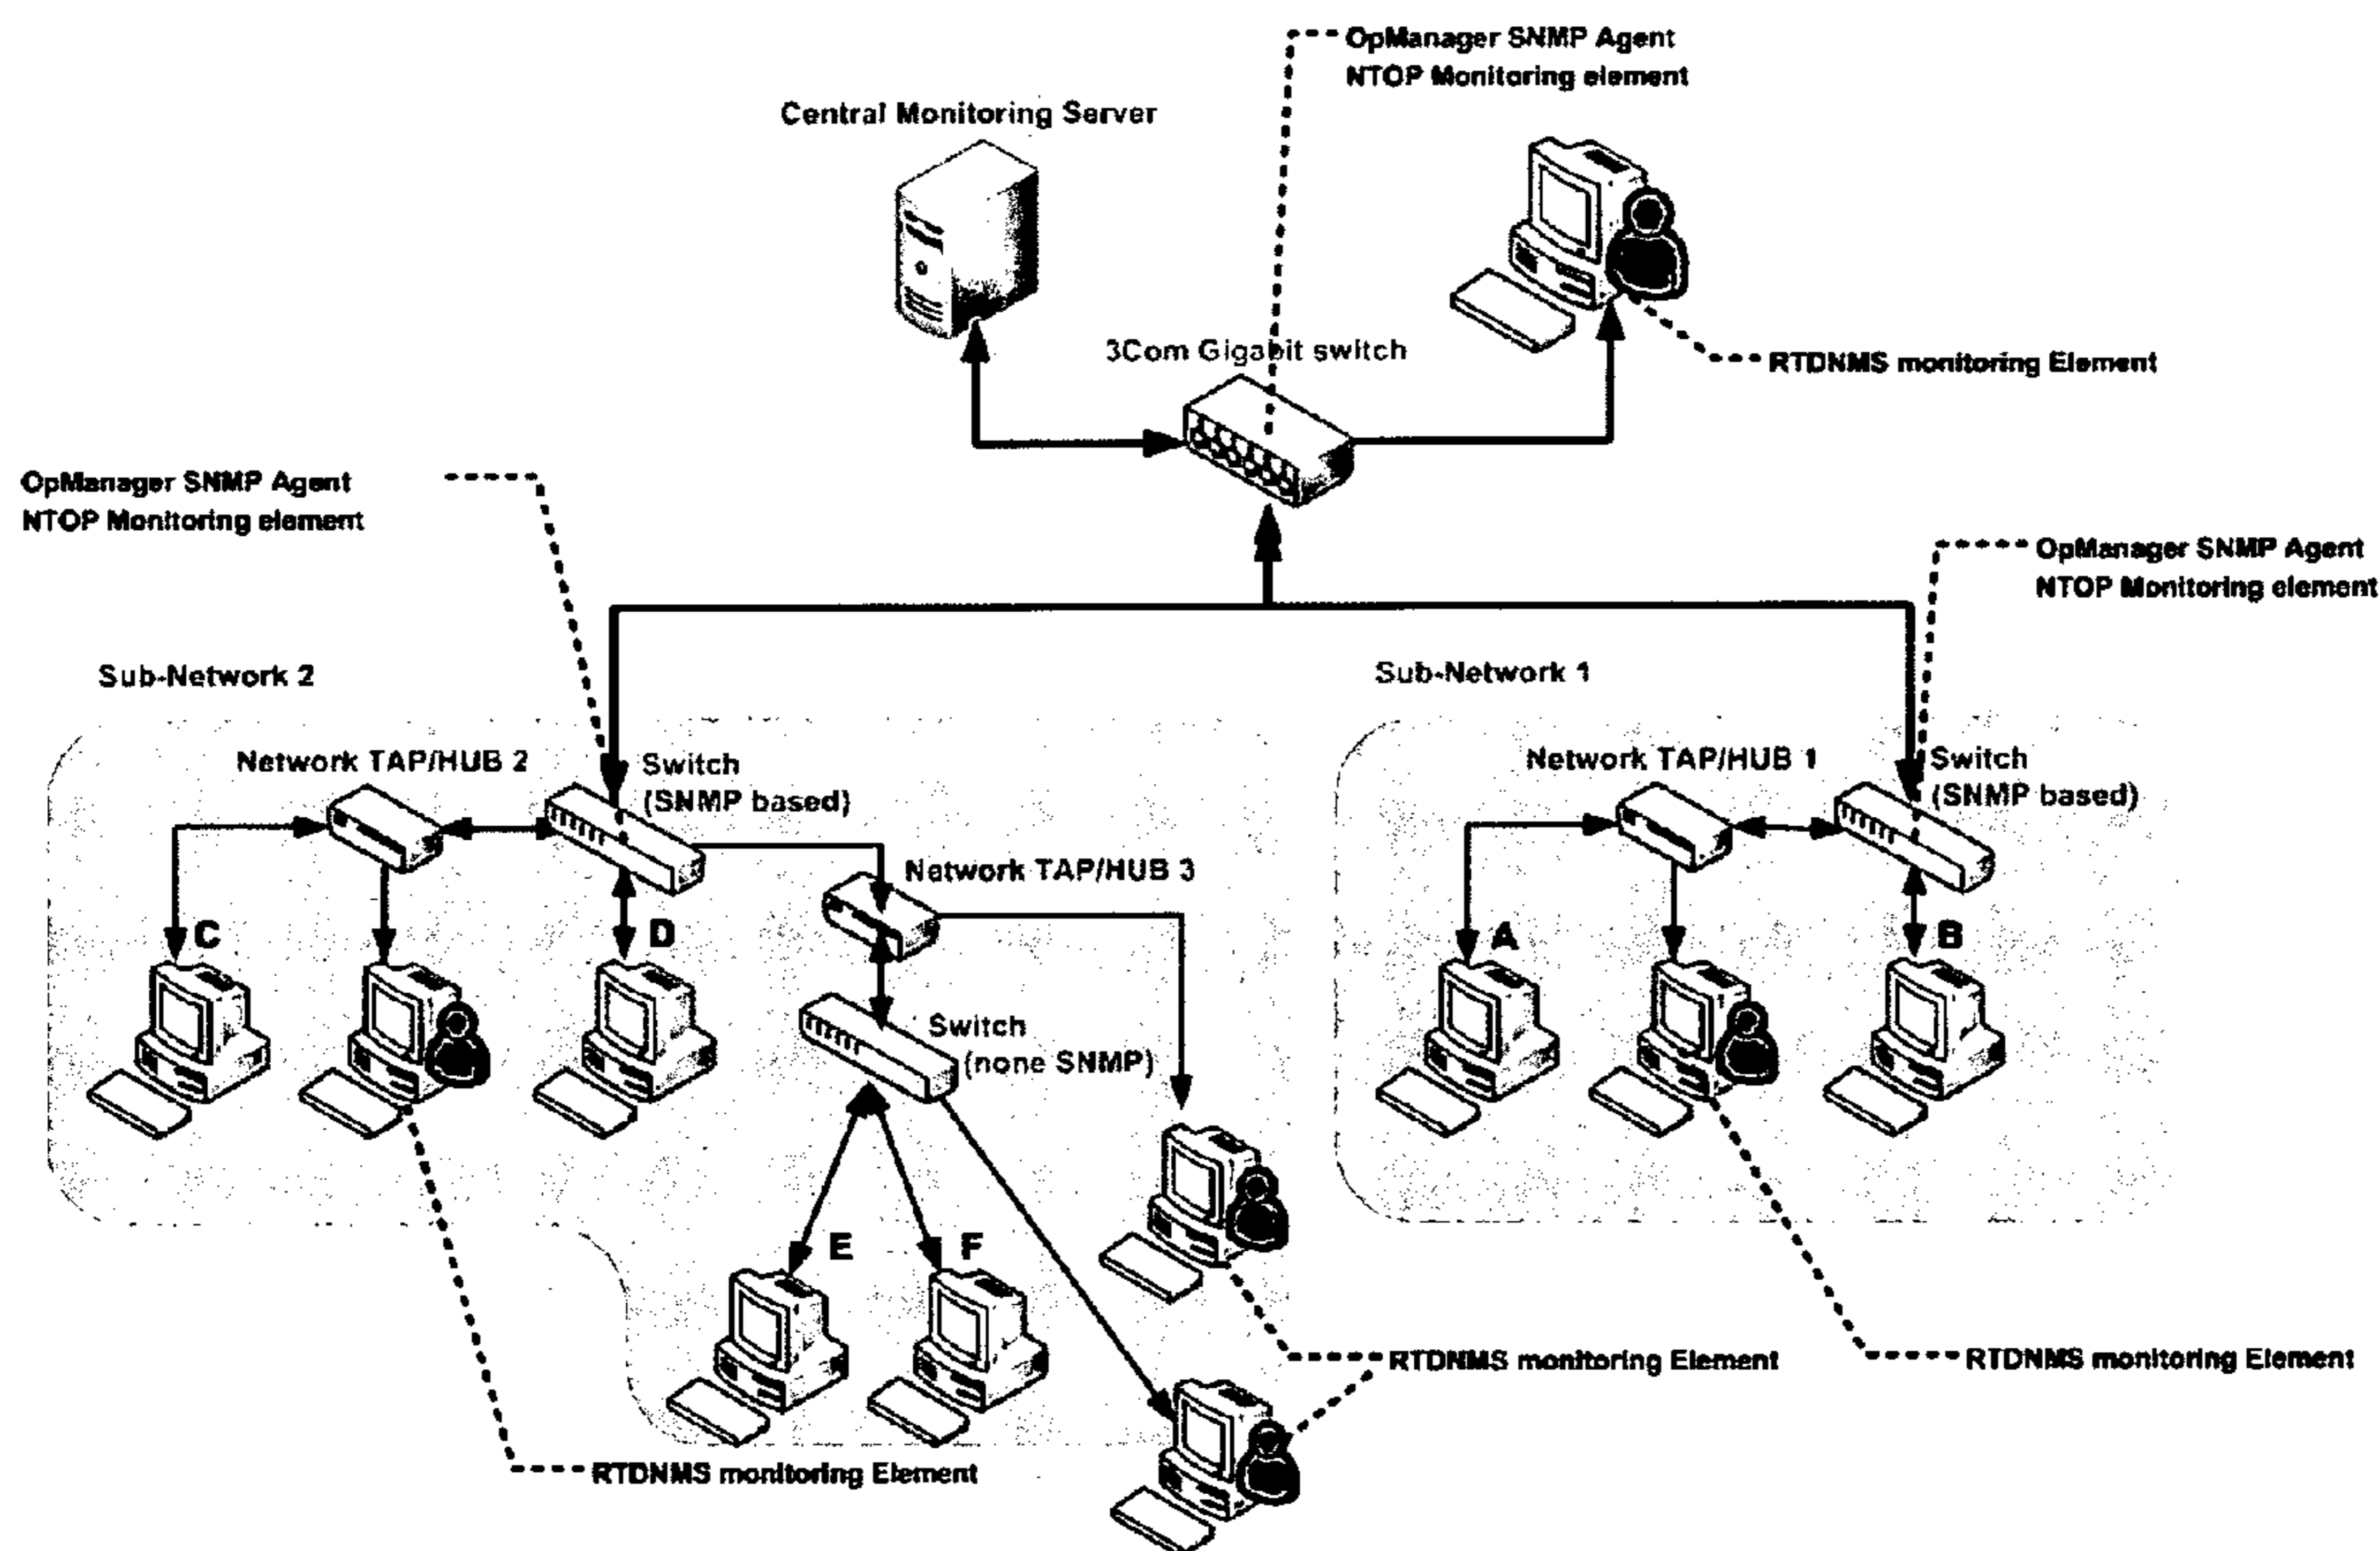 OpManager SNMP Agent
NTOP Monitoring element
Central Monitoring Server
3Com Gigabit switch
RTDNMS monitoring Element
OpManager SNMP Agent
NTOP Monitoring element
OpManager SNMP Agent
NTOP Monitoring element
Sub-Network 2
Sub-Network 1
Network TAP/HUB 2
Switch
(SNMP based)
Network TAP/HUB 1
Switch
(SNMP based)
Network TAP/HUB 3
C
D
A
B
Switch
(none SNMP)
E
F
RTDNMS monitoring Element
RTDNMS monitoring Element
RTDNMS monitoring Element